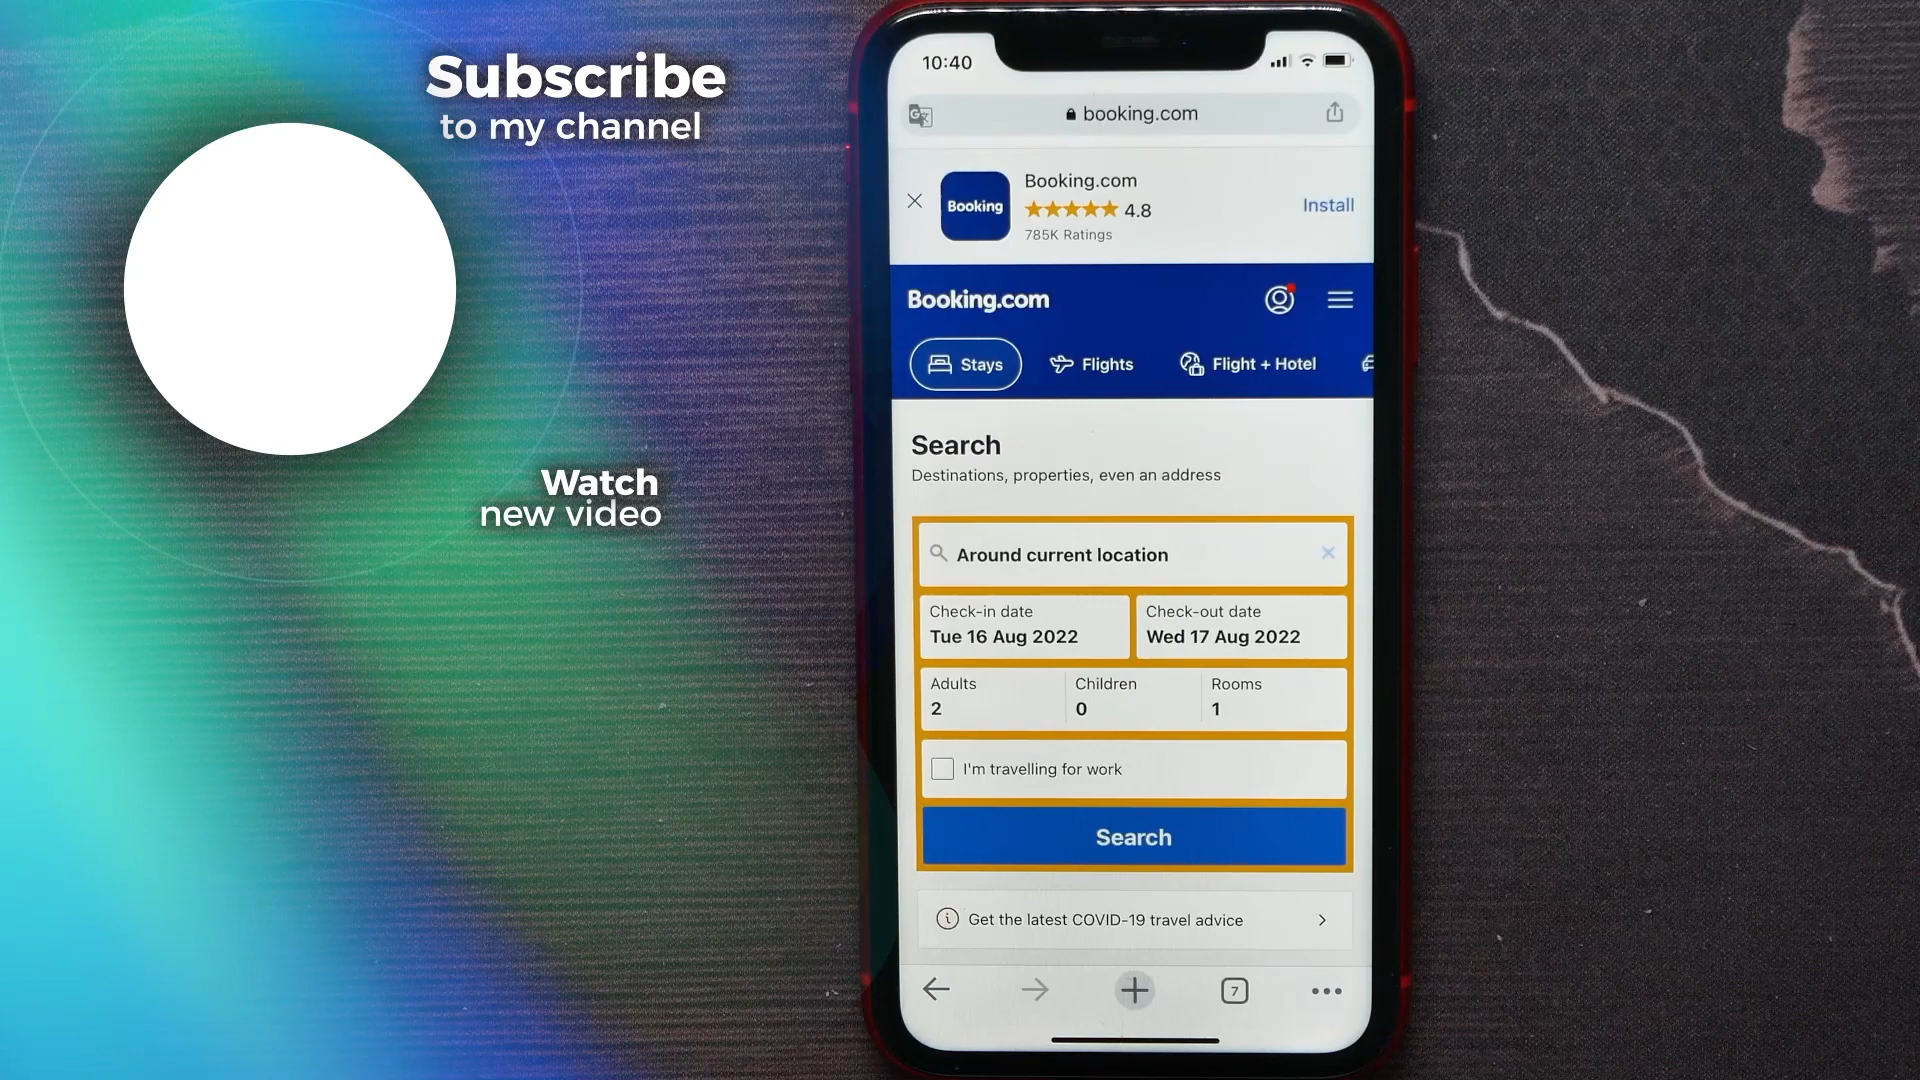 Subscribe
to my channel
Watch
new video
10:40
booking.com
Booking
Booking.com
4.8
785K Ratings
Install
Booking.com
Stays
Flights
Flight + Hotel
Search
Destinations, properties, even an address
Around current location
Check-in date
Tue 16 Aug 2022
Check-out date
Wed 17 Aug 2022
Adults
2
Children
0
Rooms
1
I'm travelling for work
Search
Get the latest COVID-19 travel advice
7